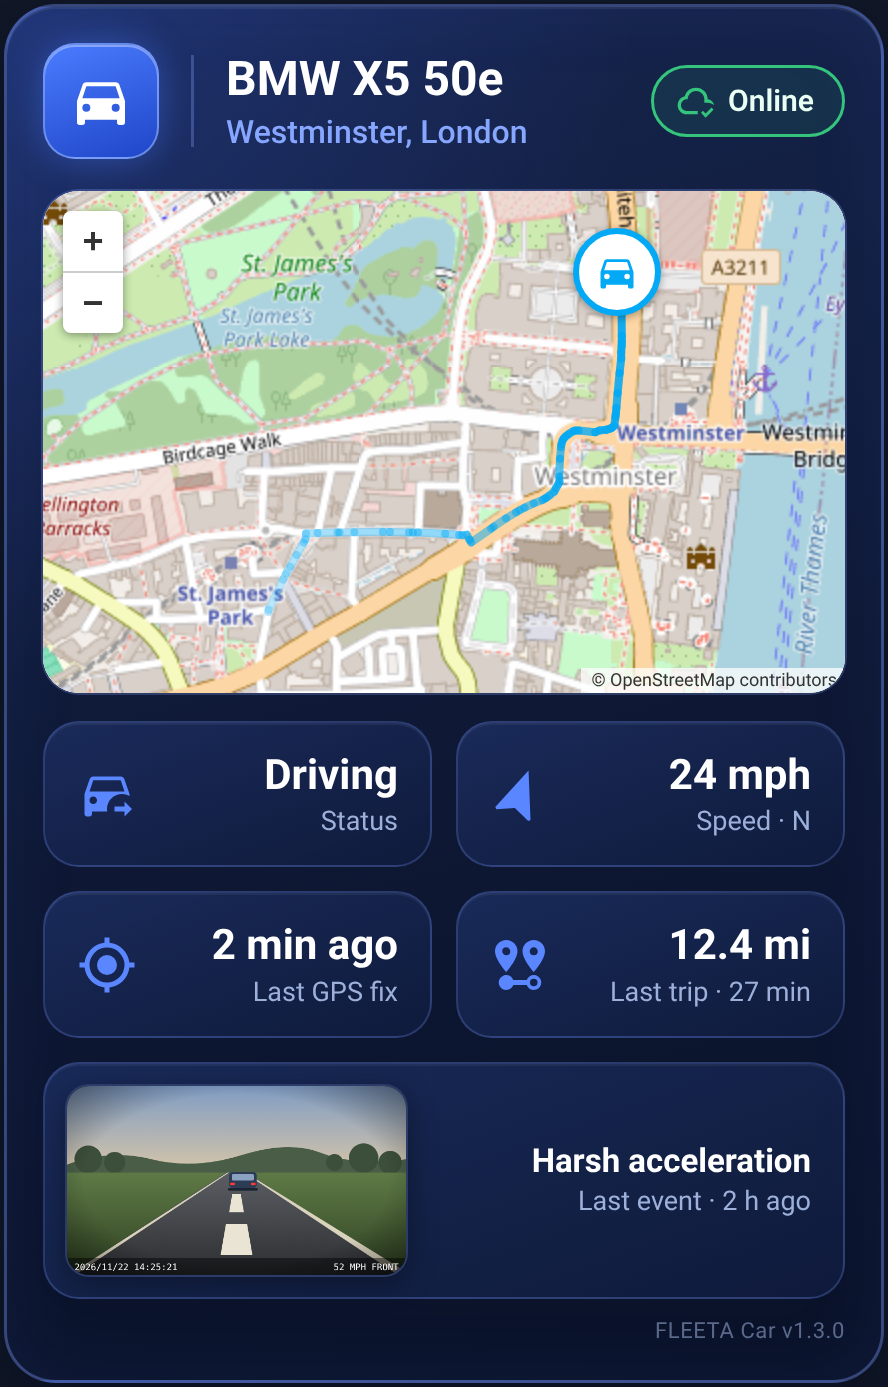 BMW X5 50e
Westminster, London
Online
+
−
St. James's
Park
St. James's
Park Lake
A3211
Birdcage Walk
Westminster
Westmin
Bridg
Westminster
ellington
arracks
St. James's
Park
River Thames
© OpenStreetMap contributors
Driving
Status
24 mph
Speed · N
2 min ago
Last GPS fix
12.4 mi
Last trip · 27 min
2026/11/22 14:25:21
52 MPH FRONT
Harsh acceleration
Last event · 2 h ago
FLEETA Car v1.3.0